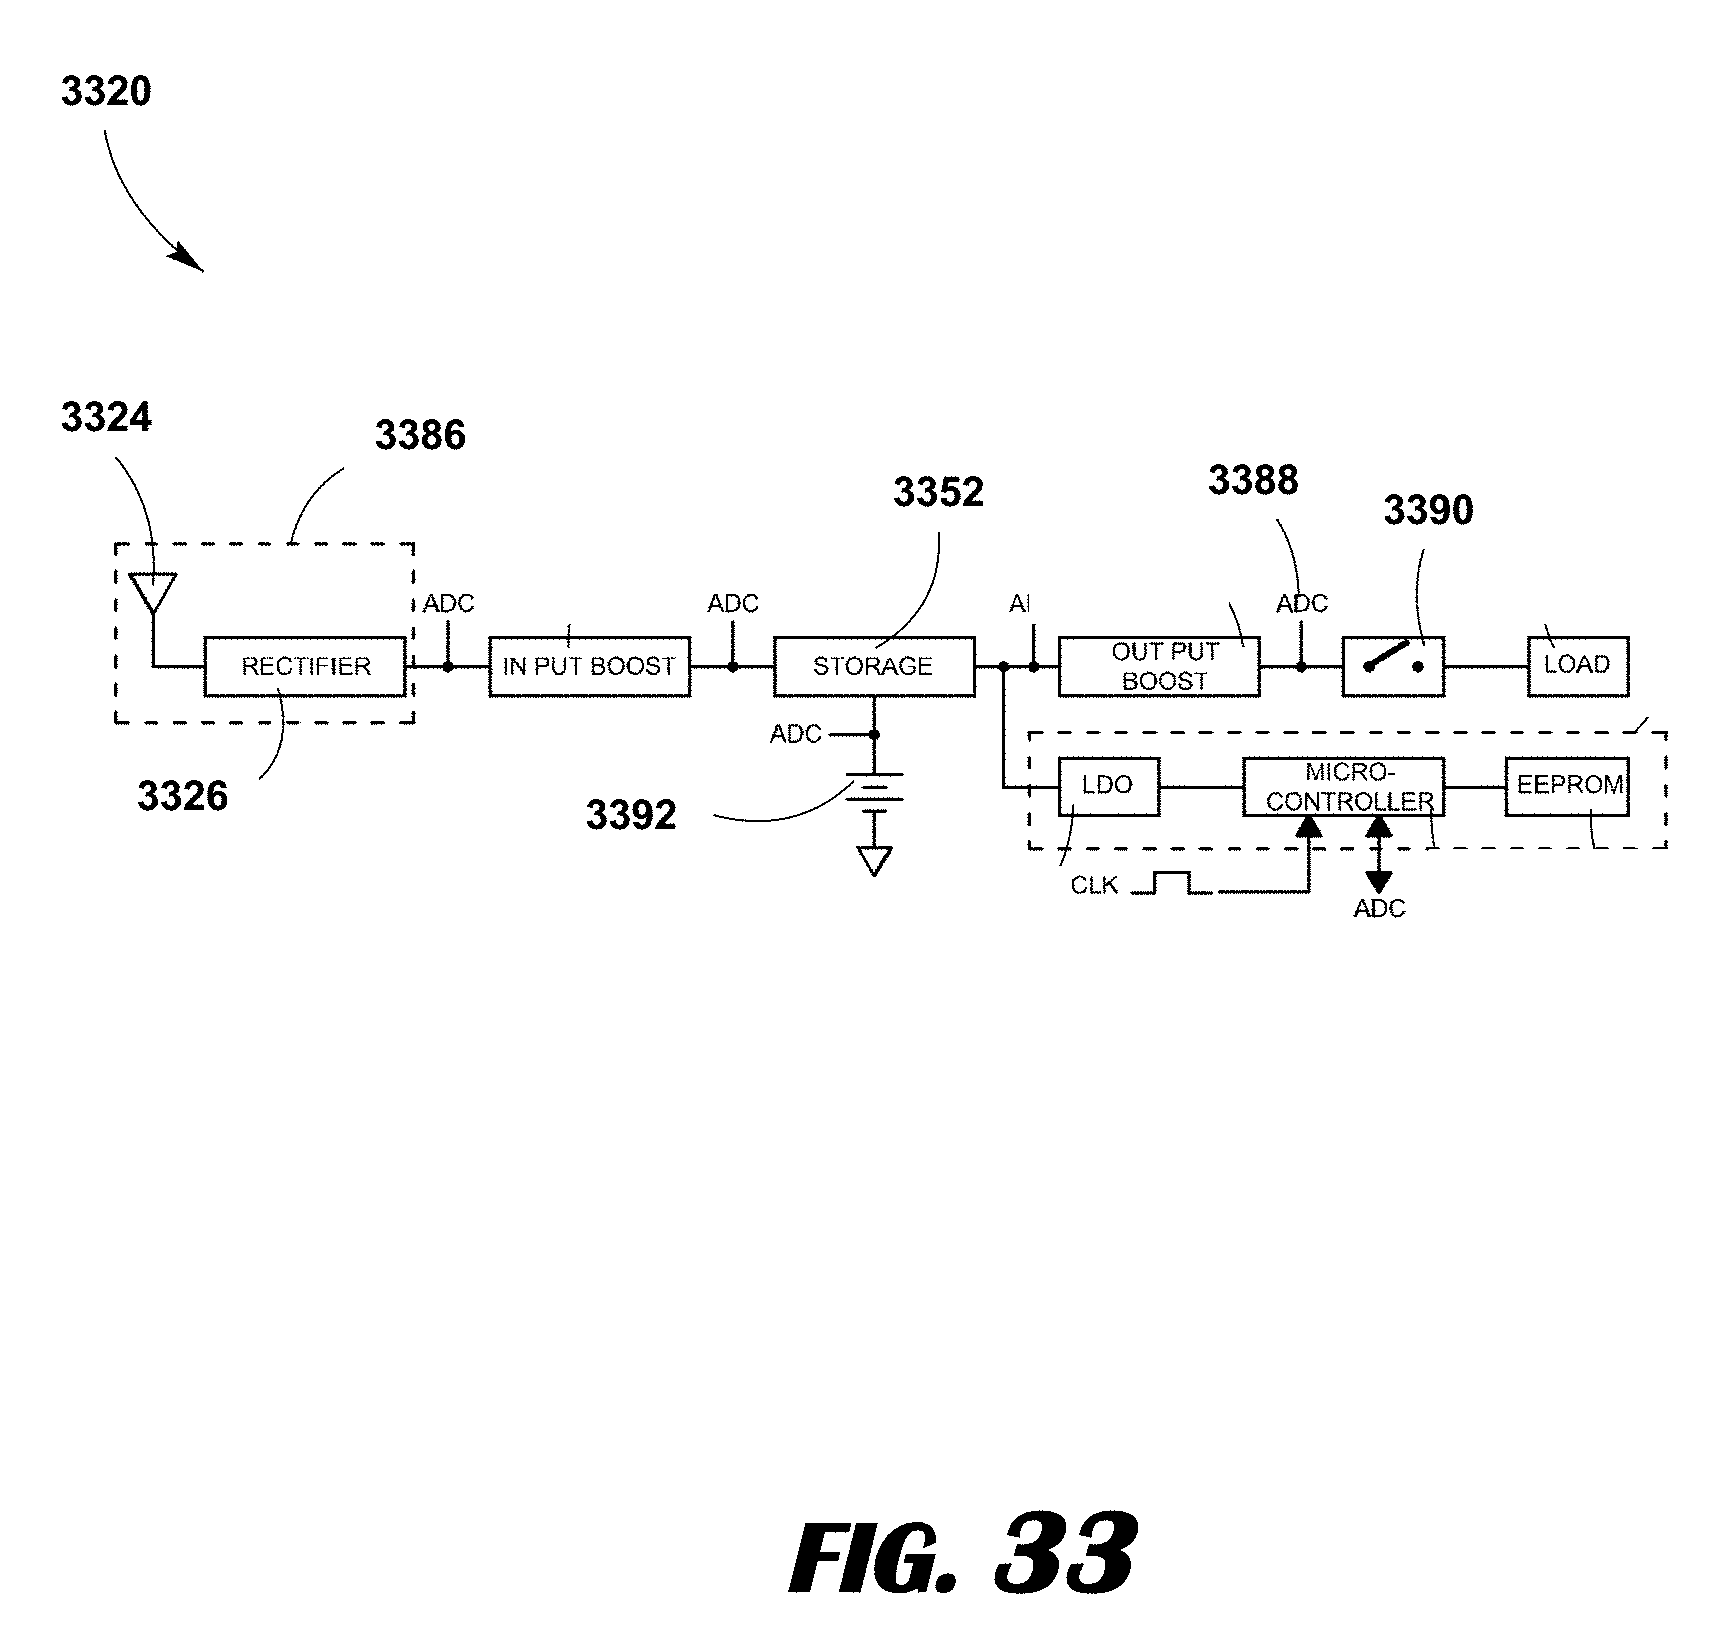 3320
3324
3386
3352
3388
3390
ADC
ADC
ADC
RECTIFIER
IN PUT BOOST
STORAGE
OUT PUT
BOOST
LOAD
ADC
3326
3392
LDO
MICRO-
CONTROLLER
EEPROM
CLK
ADC
FIG. 33